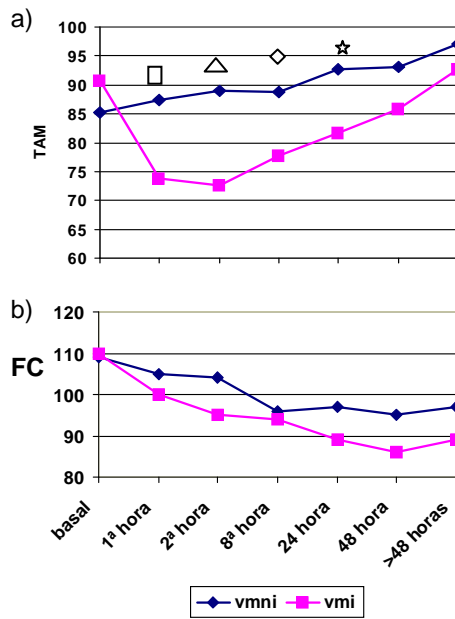 a)
100
95
90
85
80
75
70
65
60
TAM
b)
120
110
100
90
80
FC
basal
1ª hora
2ª hora
8ª hora
24 hora
48 hora
>48 horas
vmni vmi